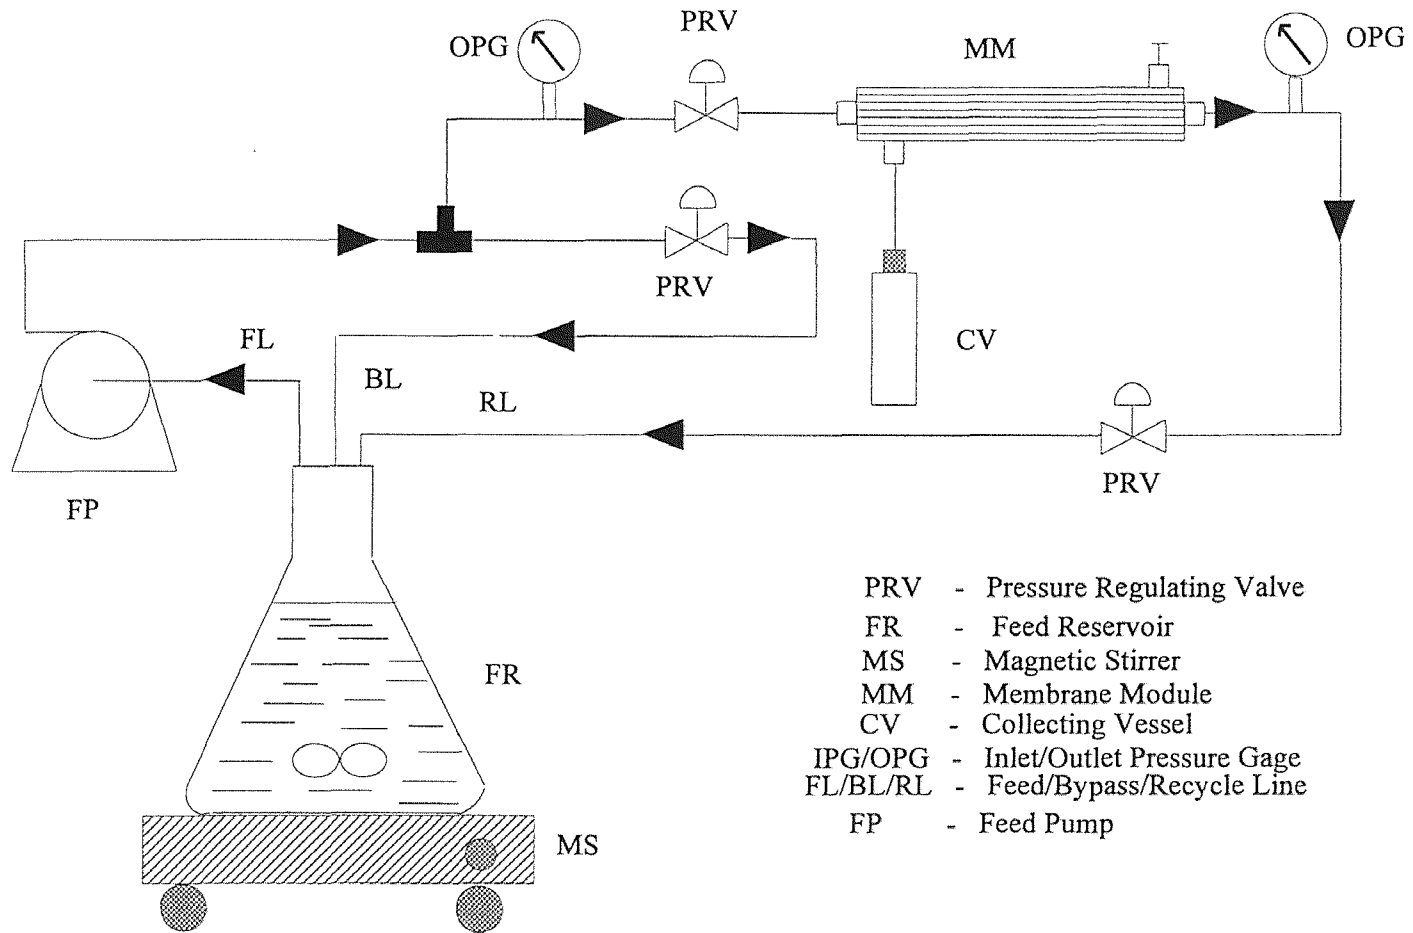 PRV
OPG
MM
OPG
PRV
FL
CV
BL
RL
PRV
FP
PRV - Pressure Regulating Valve
FR - Feed Reservoir
MS - Magnetic Stirrer
FR
MM - Membrane Module
CV - Collecting Vessel
IPG/OPG - Inlet/Outlet Pressure Gage
FL/BL/RL - Feed/Bypass/Recycle Line
FP - Feed Pump
MS